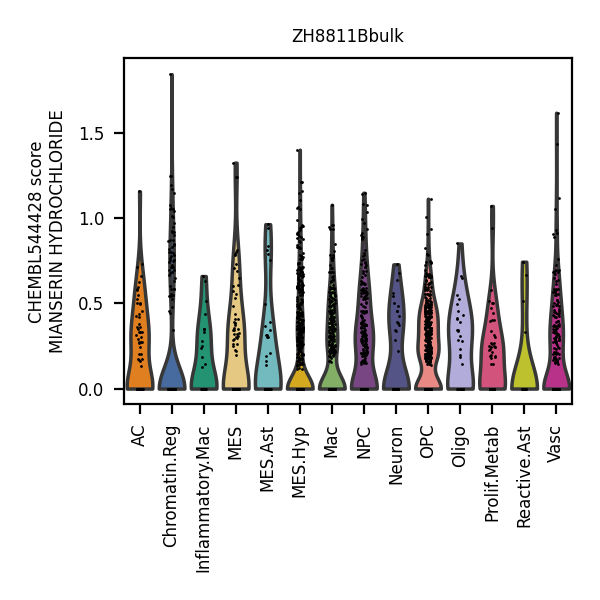 ZH8811Bbulk
CHEMBL544428 score
MIANSERIN HYDROCHLORIDE
1.5
1.0
0.5
0.0
AC
Chromatin.Reg
Inflammatory.Mac
MES
MES.Ast
MES.Hyp
Mac
NPC
Neuron
OPC
Oligo
Prolif.Metab
Reactive.Ast
Vasc